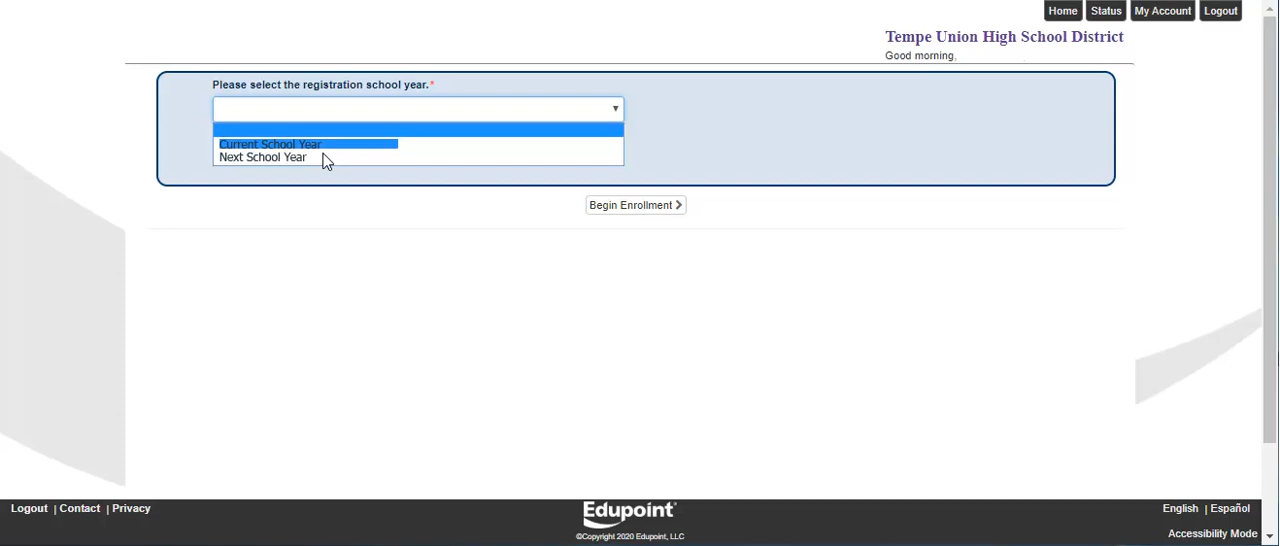 Home Status My Account Logout
Tempe Union High School District
Good morning,
Please select the registration school year.*
Current School Year
Next School Year
Begin Enrollment
Logout | Contact | Privacy
Edupoint
©Copyright 2020 Edupoint, LLC
English | Español
Accessibility Mode